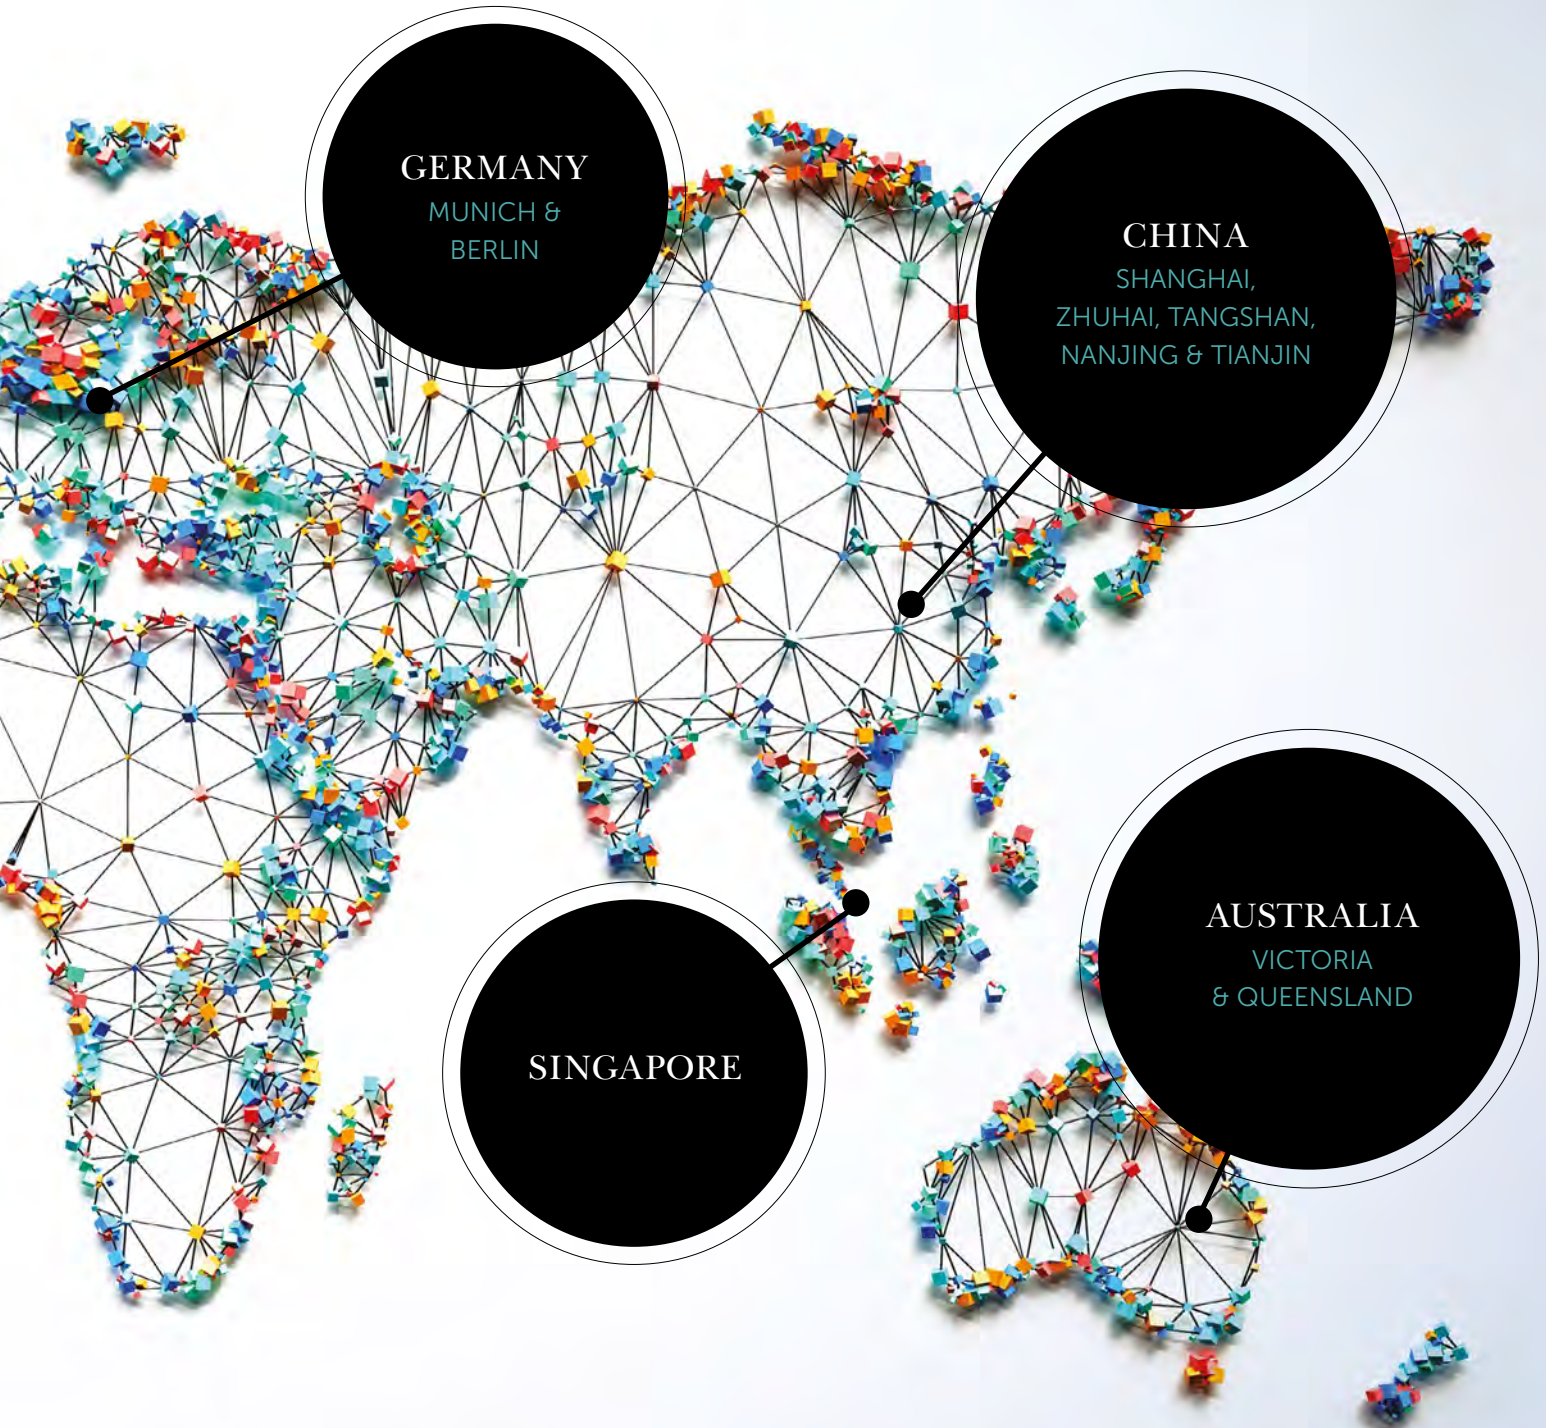 GERMANY
MUNICH &
BERLIN
CHINA
SHANGHAI,
ZHUHAI, TANGSHAN,
NANJING & TIANJIN
AUSTRALIA
VICTORIA
& QUEENSLAND
SINGAPORE